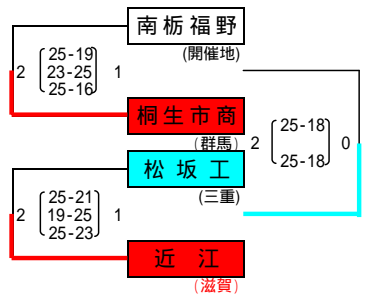 南栃福野
(開催地)
2 25-19 1
23-25
25-16
桐生市商
(群馬)
2 25-18 0
25-18
松坂工
(三重)
2 25-21 1
19-25
25-23
近江
(滋賀)